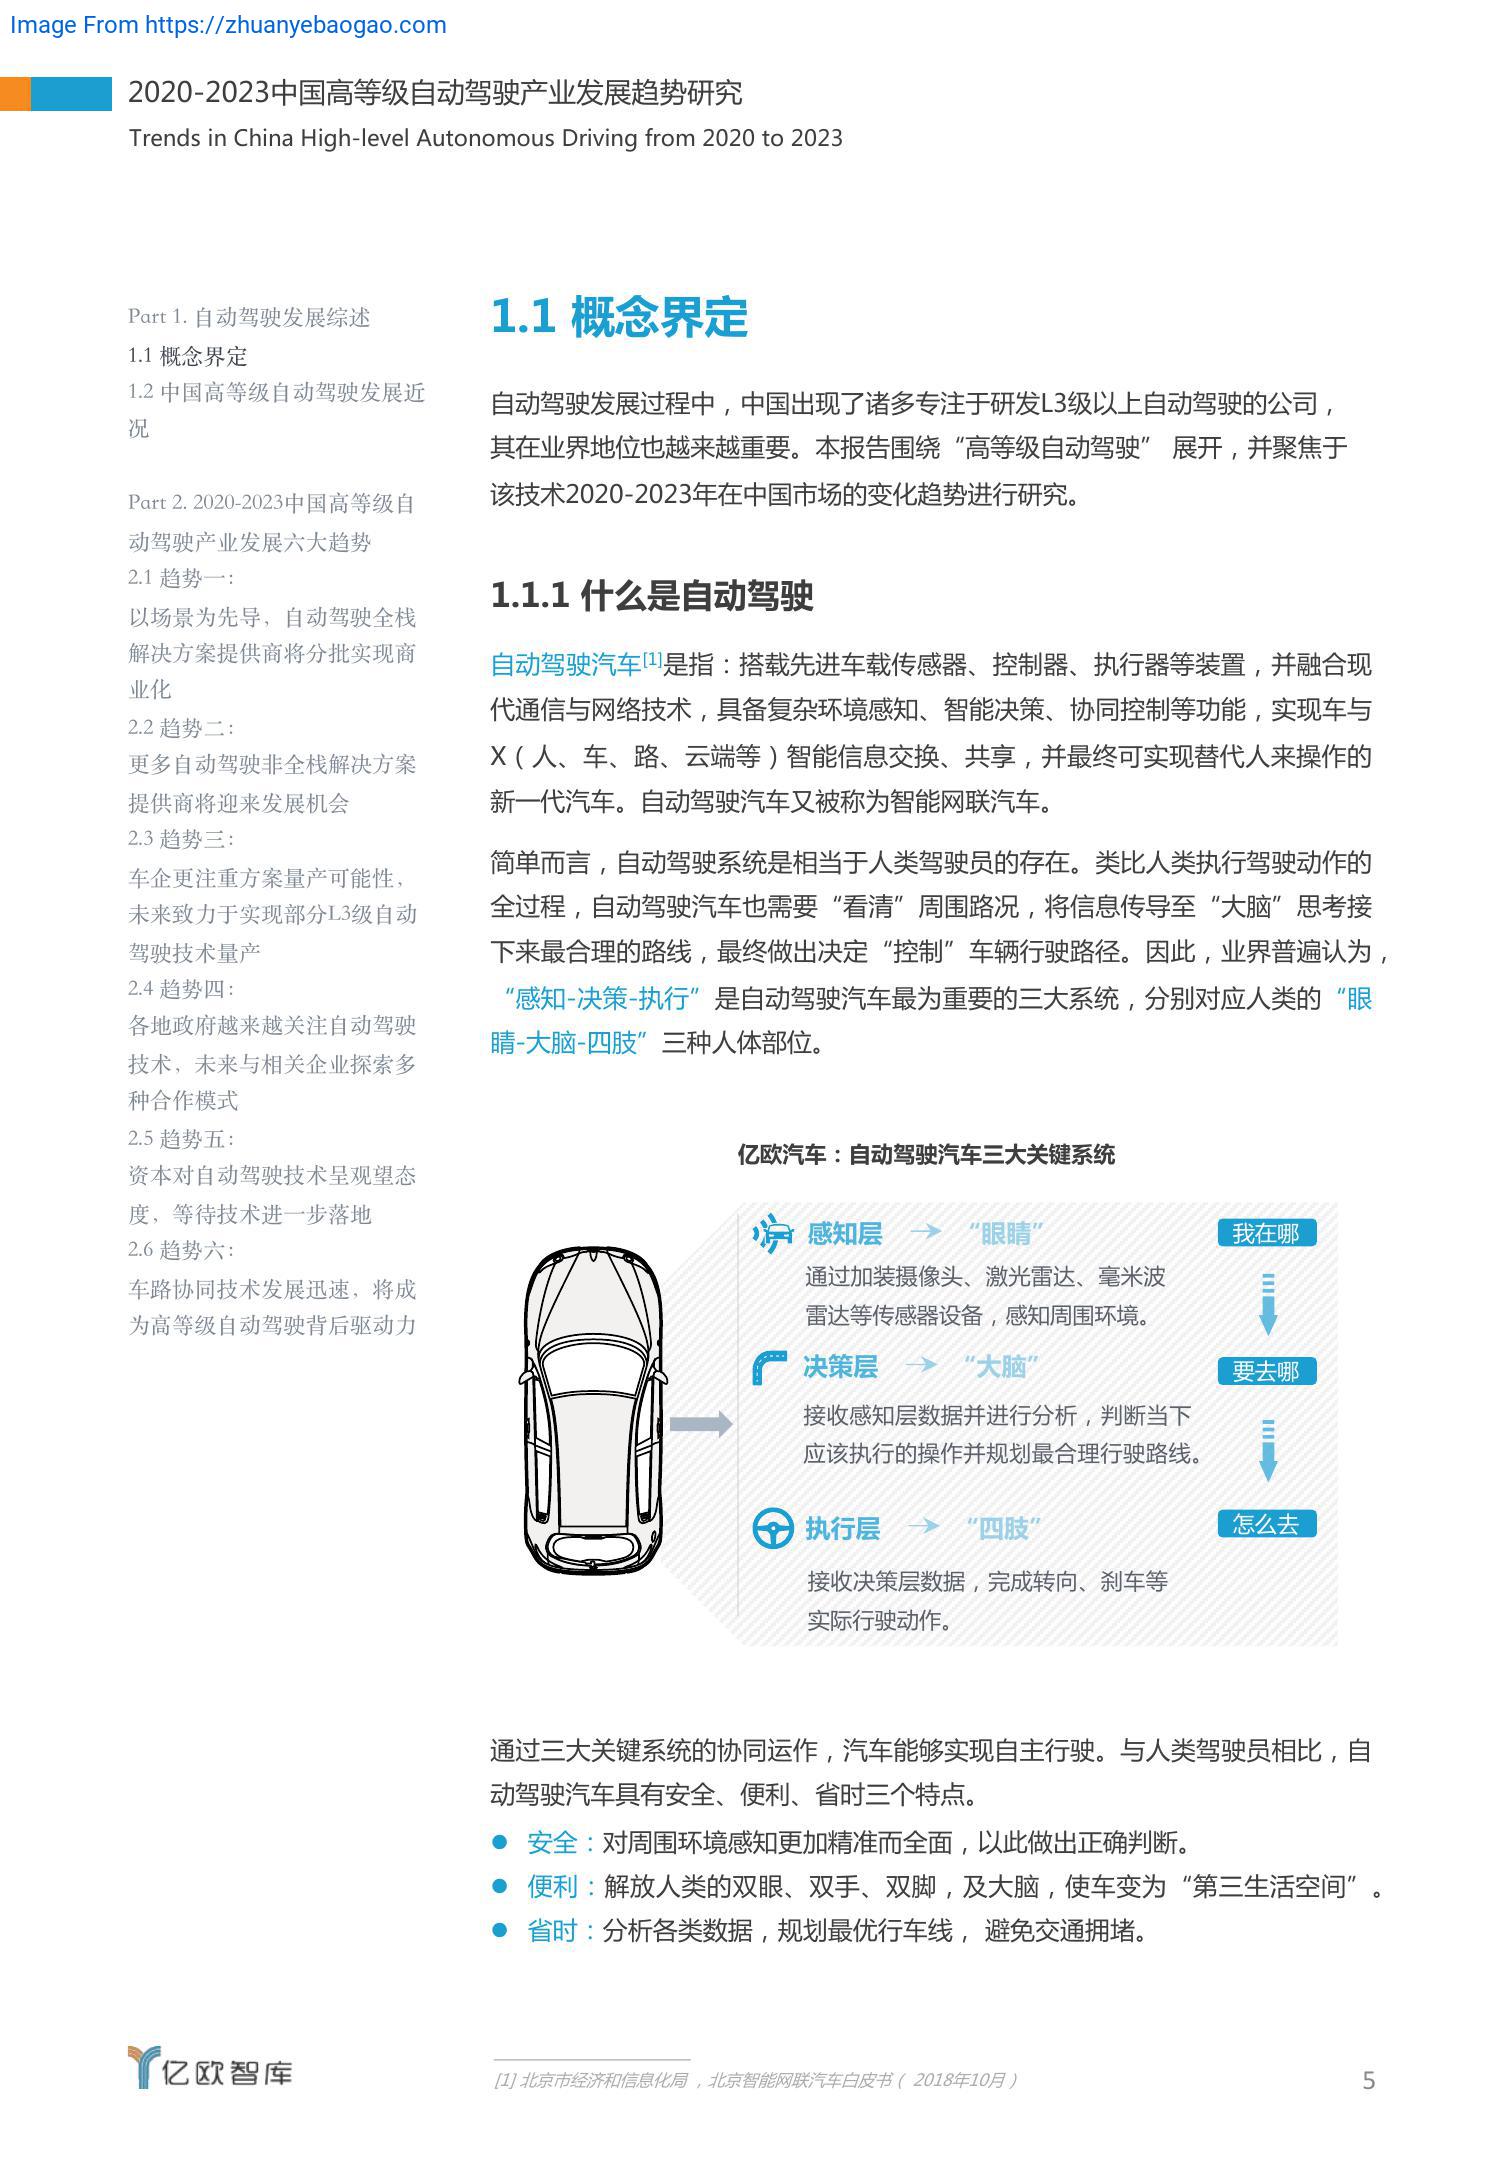 Image From https://zhuanyebaogao.com
2020-2023中国高等级自动驾驶产业发展趋势研究
Trends in China High-level Autonomous Driving from 2020 to 2023
Part 1. 自动驾驶发展综述
1.1 概念界定
1.2 中国高等级自动驾驶发展近
况
Part 2. 2020-2023中国高等级自
动驾驶产业发展六大趋势
2.1 趋势一：
以场景为先导，自动驾驶全栈
解决方案提供商将分批实现商
业化
2.2 趋势二：
更多自动驾驶非全栈解决方案
提供商将迎来发展机会
2.3 趋势三：
车企更注重方案量产可能性，
未来致力于实现部分L3级自动
驾驶技术量产
2.4 趋势四：
各地政府越来越关注自动驾驶
技术，未来与相关企业探索多
种合作模式
2.5 趋势五：
资本对自动驾驶技术呈观望态
度，等待技术进一步落地
2.6 趋势六：
车路协同技术发展迅速，将成
为高等级自动驾驶背后驱动力
1.1 概念界定
自动驾驶发展过程中，中国出现了诸多专注于研发L3级以上自动驾驶的公司，
其在业界地位也越来越重要。本报告围绕“高等级自动驾驶” 展开，并聚焦于
该技术2020-2023年在中国市场的变化趋势进行研究。
1.1.1 什么是自动驾驶
自动驾驶汽车[1]是指：搭载先进车载传感器、控制器、执行器等装置，并融合现
代通信与网络技术，具备复杂环境感知、智能决策、协同控制等功能，实现车与
X（人、车、路、云端等）智能信息交换、共享，并最终可实现替代人来操作的
新一代汽车。自动驾驶汽车又被称为智能网联汽车。
简单而言，自动驾驶系统是相当于人类驾驶员的存在。类比人类执行驾驶动作的
全过程，自动驾驶汽车也需要“看清”周围路况，将信息传导至“大脑”思考接
下来最合理的路线，最终做出决定“控制”车辆行驶路径。因此，业界普遍认为，
“感知-决策-执行”是自动驾驶汽车最为重要的三大系统，分别对应人类的“眼
睛-大脑-四肢”三种人体部位。
亿欧汽车：自动驾驶汽车三大关键系统
感知层 → “眼睛” 我在哪
通过加装摄像头、激光雷达、毫米波
雷达等传感器设备，感知周围环境。
决策层 → “大脑” 要去哪
接收感知层数据并进行分析，判断当下
应该执行的操作并规划最合理行驶路线。
执行层 → “四肢” 怎么去
接收决策层数据，完成转向、刹车等
实际行驶动作。
通过三大关键系统的协同运作，汽车能够实现自主行驶。与人类驾驶员相比，自
动驾驶汽车具有安全、便利、省时三个特点。
● 安全：对周围环境感知更加精准而全面，以此做出正确判断。
● 便利：解放人类的双眼、双手、双脚，及大脑，使车变为“第三生活空间”。
● 省时：分析各类数据，规划最优行车线， 避免交通拥堵。
亿欧智库
[1] 北京市经济和信息化局，北京智能网联汽车白皮书（ 2018年10月）
5